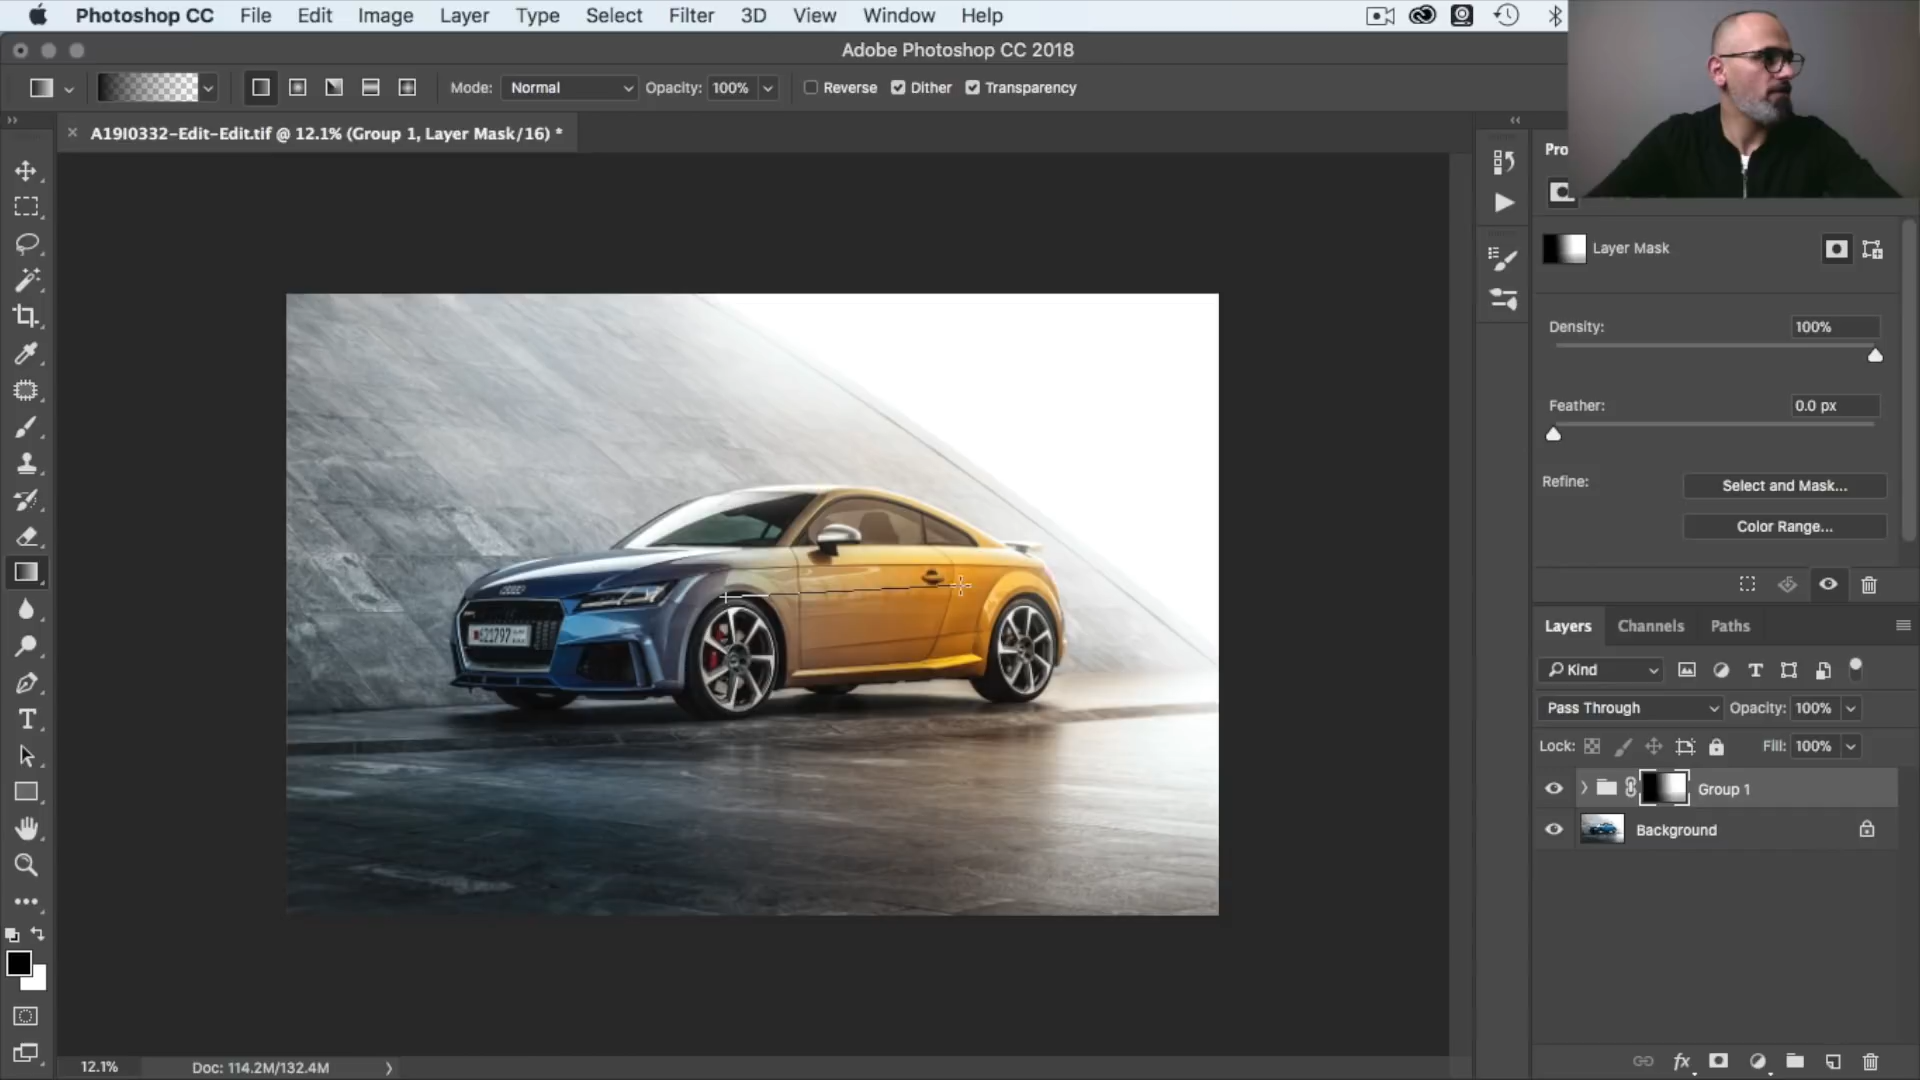 Photoshop CC File Edit Image Layer Type Select Filter 3D View Window Help
Adobe Photoshop CC 2018
Mode: Normal Opacity: 100% Reverse Dither Transparency
× A19I0332-Edit-Edit.tif @ 12.1% (Group 1, Layer Mask/16) *
Pro
Layer Mask
Density: 100%
Feather: 0.0 px
Refine: Select and Mask...
Color Range...
Layers Channels Paths
Kind
Pass Through Opacity: 100%
Lock: Fill: 100%
Group 1
Background
621797
12.1% Doc: 114.2M/132.4M
fx